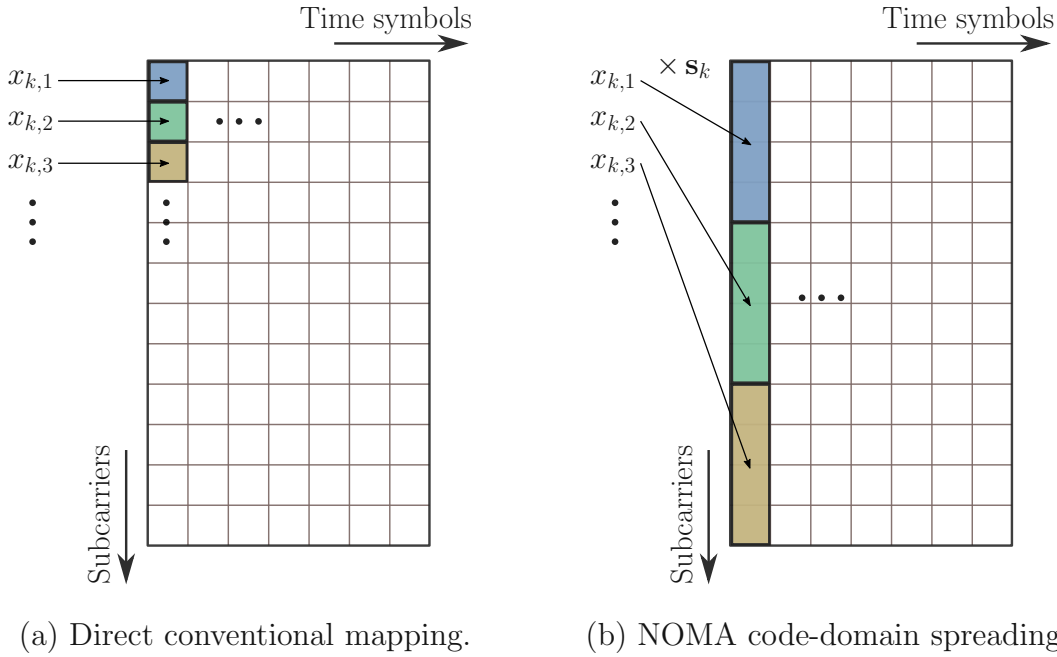 Time symbols
x_{k,1}
x_{k,2}
x_{k,3}
Subcarriers
(a) Direct conventional mapping.
Time symbols
× s_k
x_{k,1}
x_{k,2}
x_{k,3}
Subcarriers
(b) NOMA code-domain spreading